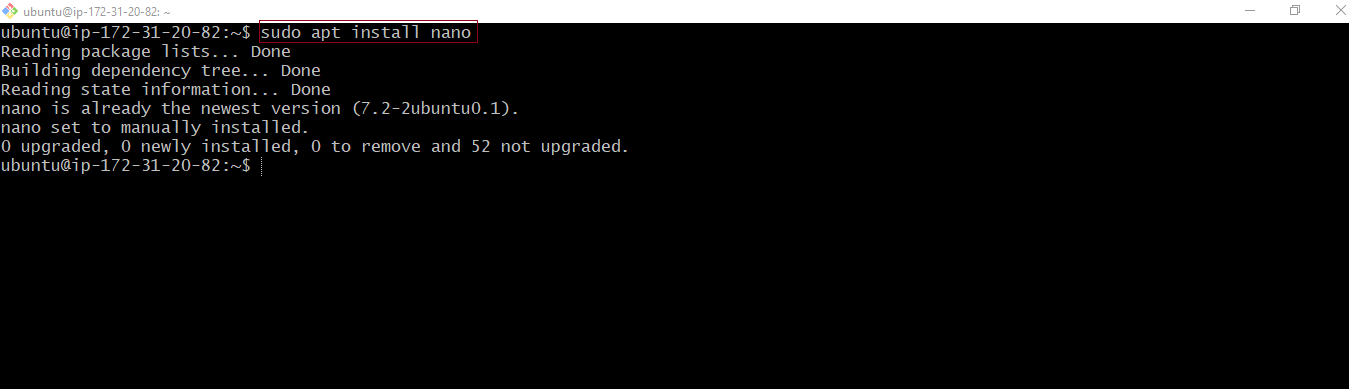 ubuntu@ip-172-31-20-82: ~
ubuntu@ip-172-31-20-82:~$ sudo apt install nano
Reading package lists... Done
Building dependency tree... Done
Reading state information... Done
nano is already the newest version (7.2-2ubuntu0.1).
nano set to manually installed.
0 upgraded, 0 newly installed, 0 to remove and 52 not upgraded.
ubuntu@ip-172-31-20-82:~$